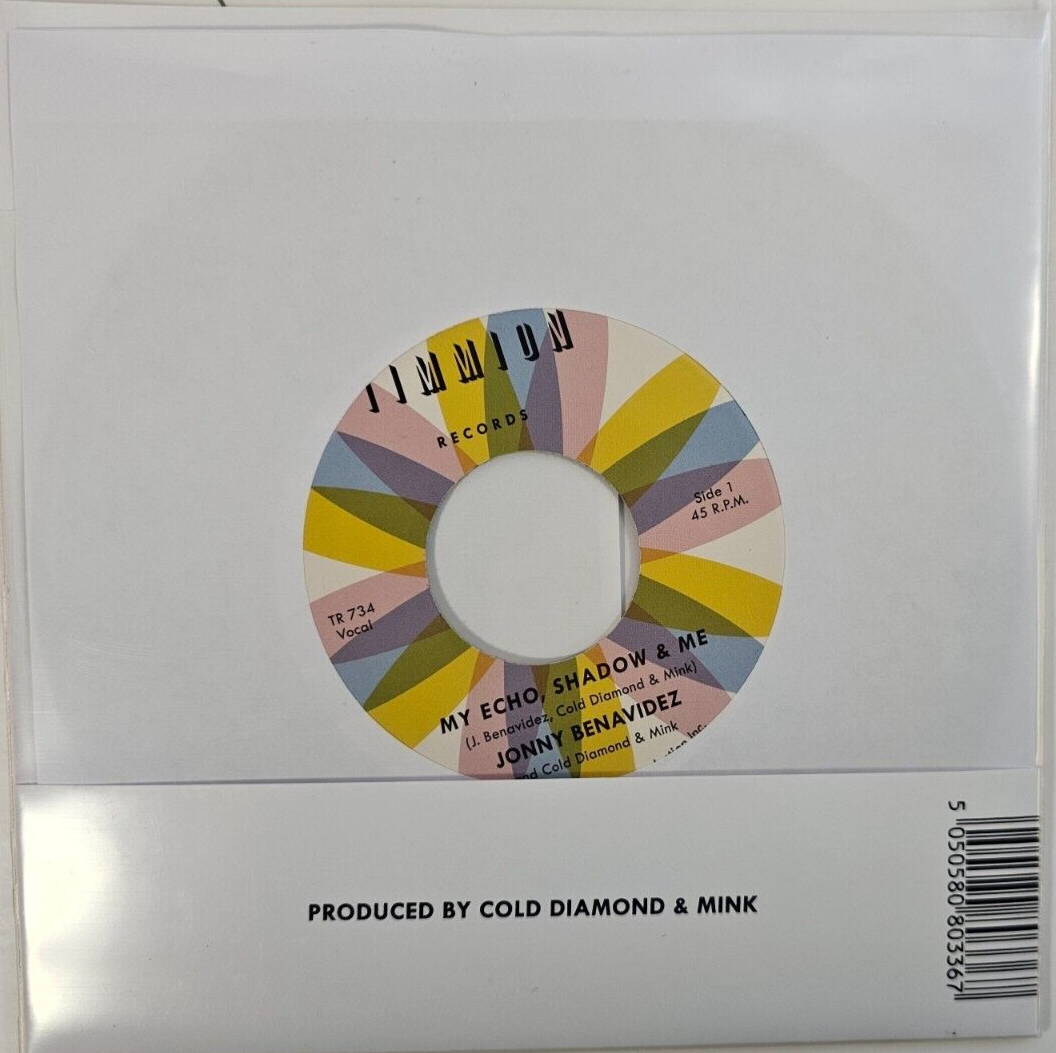 TIMMION
RECORDS
Side 1
45 R.P.M.
TR 734
Vocal
MY ECHO, SHADOW & ME
(J. Benavidez, Cold Diamond & Mink)
JONNY BENAVIDEZ
Cold Diamond & Mink
Inc.
PRODUCED BY COLD DIAMOND & MINK
5 050580 803367